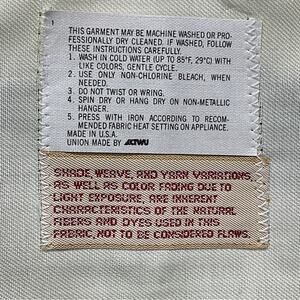 THIS GARMENT MAY BE MACHINE WASHED OR PRO-
FESSIONALLY DRY CLEANED. IF WASHED, FOLLOW
THESE INSTRUCTIONS CAREFULLY.
1. WASH IN COLD WATER (UP TO 85°F, 29°C) WITH
LIKE COLORS, GENTLE CYCLE.
2. USE ONLY NON-CHLORINE BLEACH, WHEN
NEEDED.
3. DO NOT TWIST OR WRING.
4. SPIN DRY OR HANG DRY ON NON-METALLIC
HANGER.
5. PRESS WITH IRON ACCORDING TO RECOM-
MENDED FABRIC HEAT SETTING ON APPLIANCE.
MADE IN U.S.A.
UNION MADE BY ACTWU
SHADE, WEAVE, AND YARN VARIATIONS,
AS WELL AS COLOR FADING DUE TO
LIGHT EXPOSURE, ARE INHERENT
CHARACTERISTICS OF THE NATURAL
FIBERS AND DYES USED IN THIS
FABRIC, NOT TO BE CONSIDERED FLAWS.